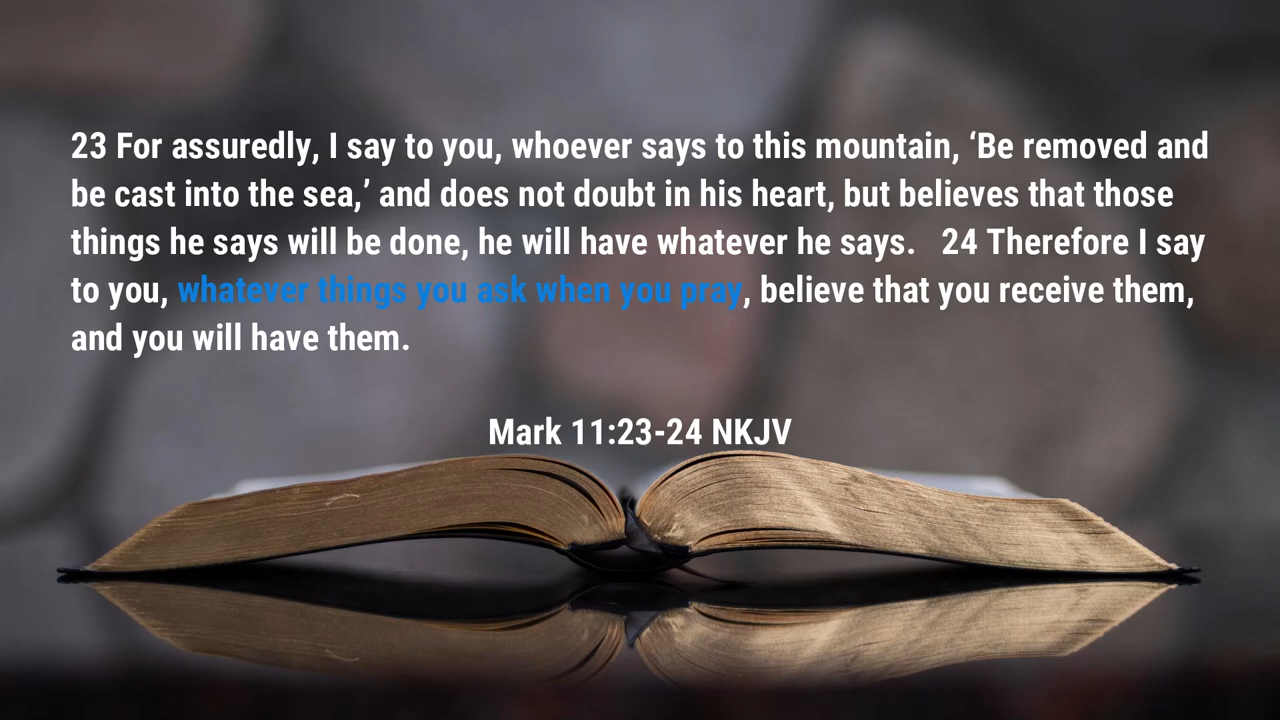 23 For assuredly, I say to you, whoever says to this mountain, ‘Be removed and
be cast into the sea,’ and does not doubt in his heart, but believes that those
things he says will be done, he will have whatever he says.   24 Therefore I say
to you, whatever things you ask when you pray, believe that you receive them,
and you will have them.
Mark 11:23-24 NKJV